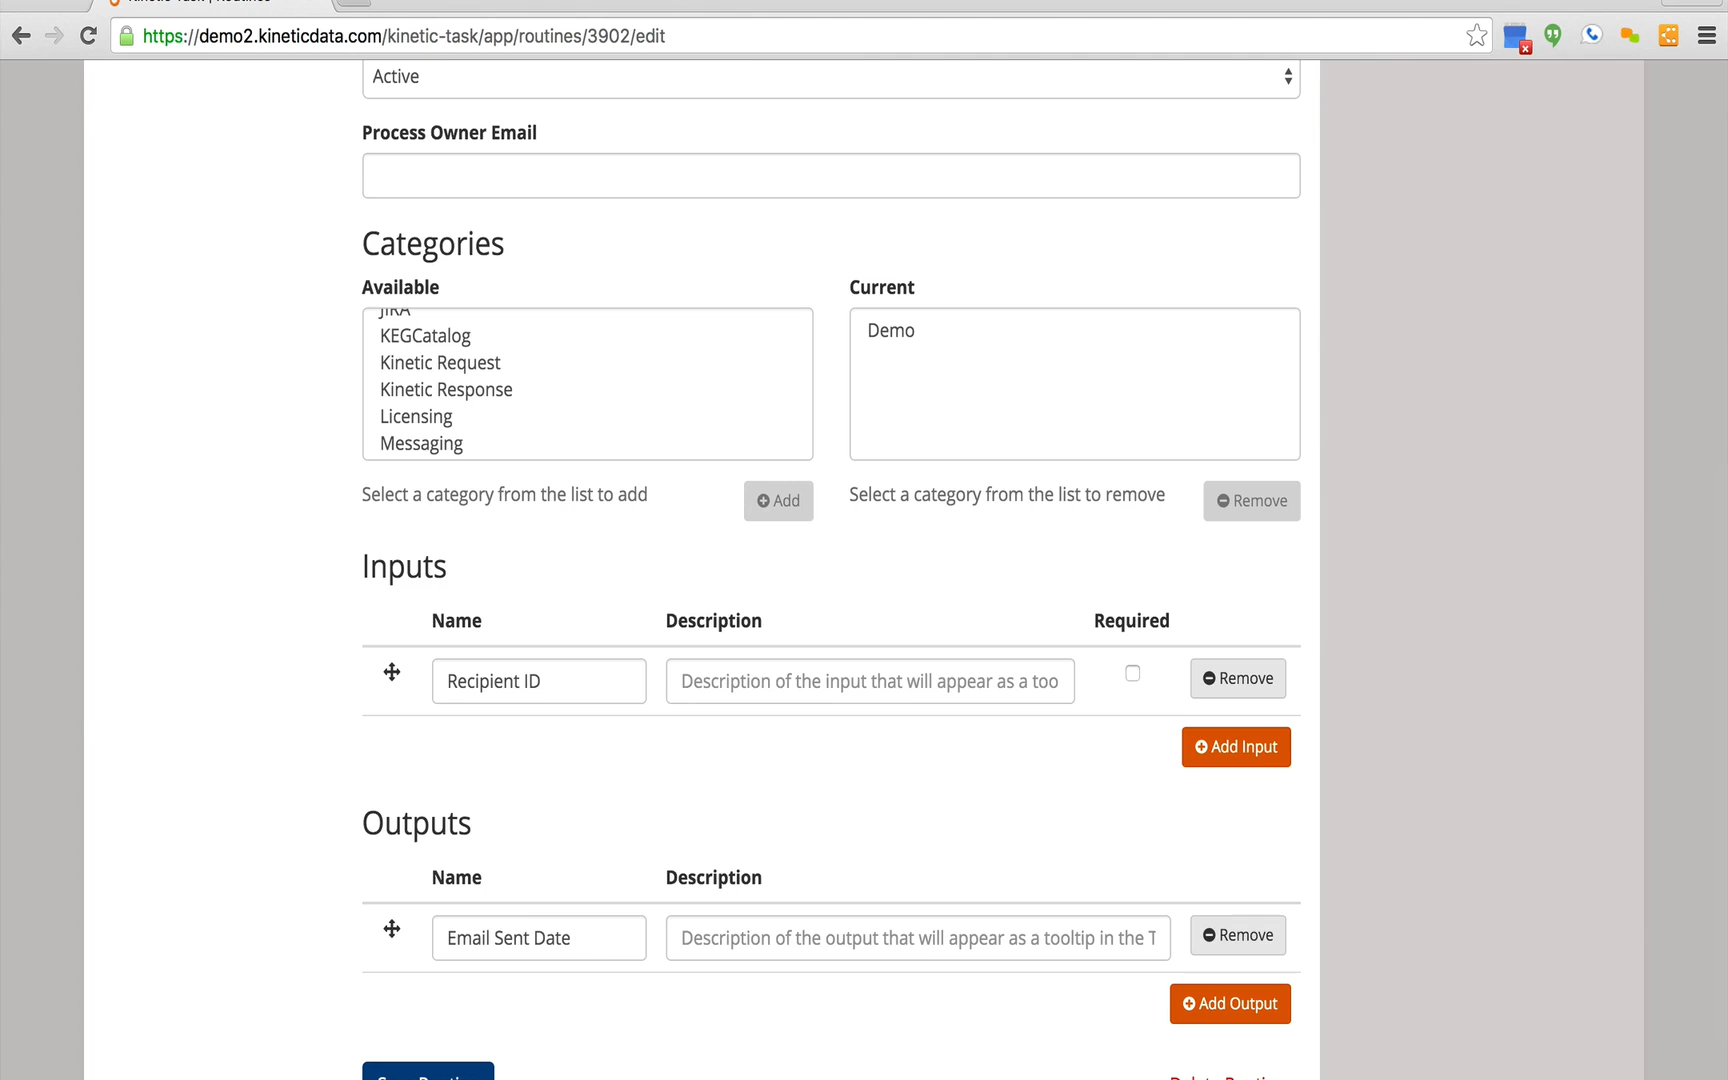 https://demo2.kineticdata.com/kinetic-task/app/routines/3902/edit
Active
Process Owner Email
Categories
Available
Current
JIRA
KEGCatalog
Kinetic Request
Kinetic Response
Licensing
Messaging
Demo
Select a category from the list to add
Add
Select a category from the list to remove
Remove
Inputs
Name Description Required
Recipient ID Description of the input that will appear as a too Remove
Add Input
Outputs
Name Description
Email Sent Date Description of the output that will appear as a tooltip in the T Remove
Add Output